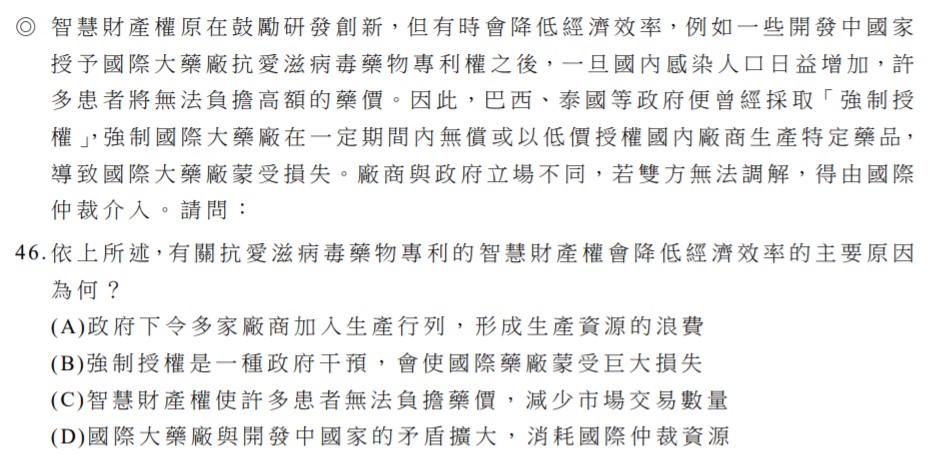 ◎ 智慧財產權原在鼓勵研發創新，但有時會降低經濟效率，例如一些開發中國家
授予國際大藥廠抗愛滋病毒藥物專利權之後，一旦國內感染人口日益增加，許
多患者將無法負擔高額的藥價。因此，巴西、泰國等政府便曾經採取「強制授
權」，強制國際大藥廠在一定期間內無償或以低價授權國內廠商生產特定藥品，
導致國際大藥廠蒙受損失。廠商與政府立場不同，若雙方無法調解，得由國際
仲裁介入。請問：
46.依上所述，有關抗愛滋病毒藥物專利的智慧財產權會降低經濟效率的主要原因
為何？
(A)政府下令多家廠商加入生產行列，形成生產資源的浪費
(B)強制授權是一種政府干預，會使國際藥廠蒙受巨大損失
(C)智慧財產權使許多患者無法負擔藥價，減少市場交易數量
(D)國際大藥廠與開發中國家的矛盾擴大，消耗國際仲裁資源